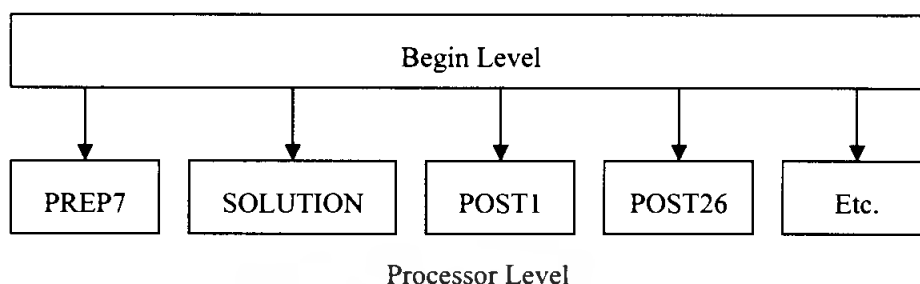 Begin Level
PREP7 SOLUTION POST1 POST26 Etc.
Processor Level